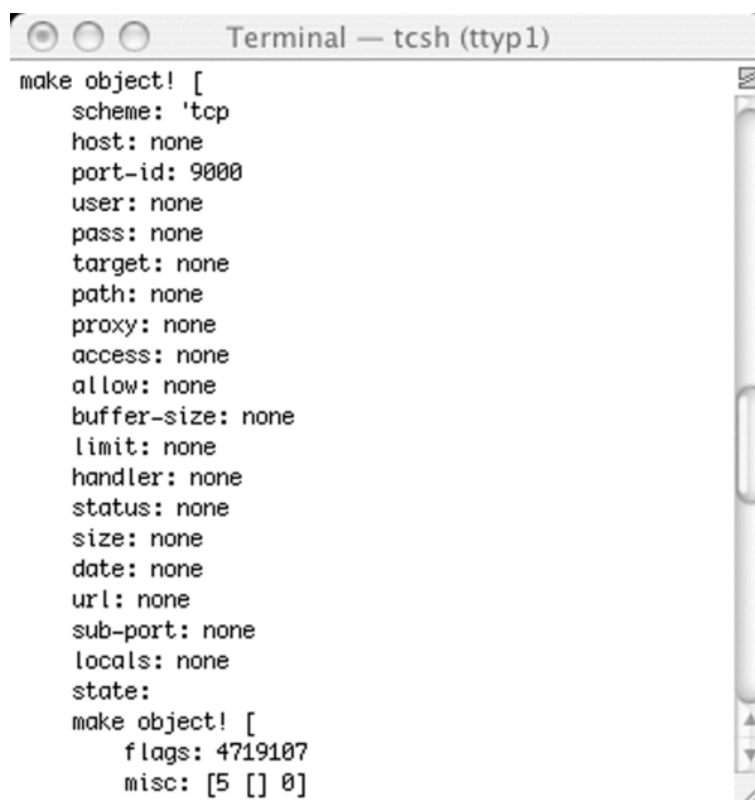 Terminal — tcsh (ttyp1)
make object! [
    scheme: 'tcp
    host: none
    port-id: 9000
    user: none
    pass: none
    target: none
    path: none
    proxy: none
    access: none
    allow: none
    buffer-size: none
    limit: none
    handler: none
    status: none
    size: none
    date: none
    url: none
    sub-port: none
    locals: none
    state:
    make object! [
        flags: 4719107
        misc: [5 [] 0]